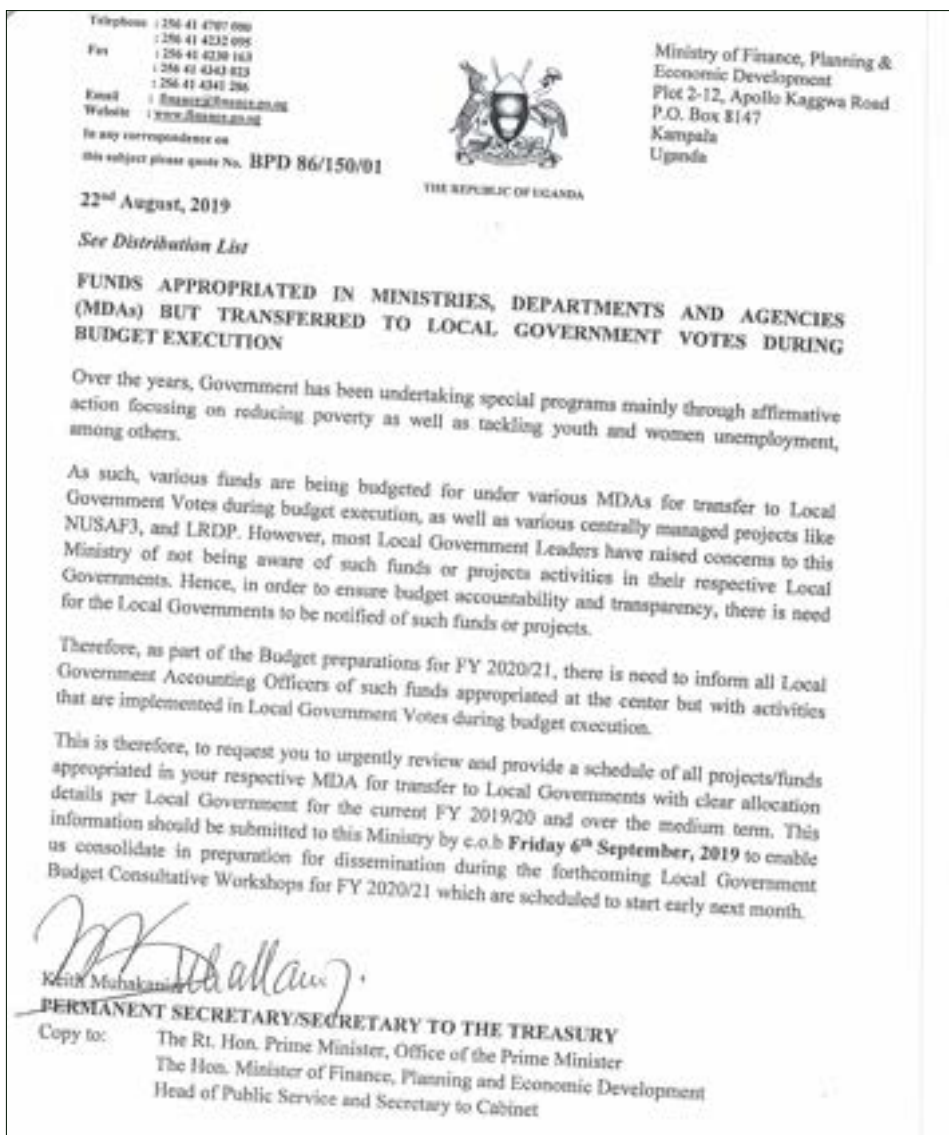 Telephone : 256 41 4707 000
: 256 41 4232 095
Fax : 256 41 4230 163
: 256 41 4343 023
: 256 41 4341 286
Email : finance@finance.go.ug
Website : www.finance.go.ug
In any correspondence on
this subject please quote No. BPD 86/150/01
THE REPUBLIC OF UGANDA
Ministry of Finance, Planning &
Economic Development
Plot 2-12, Apollo Kaggwa Road
P.O. Box 8147
Kampala
Uganda
22nd August, 2019
See Distribution List
FUNDS APPROPRIATED IN MINISTRIES, DEPARTMENTS AND AGENCIES
(MDAs) BUT TRANSFERRED TO LOCAL GOVERNMENT VOTES DURING
BUDGET EXECUTION
Over the years, Government has been undertaking special programs mainly through affirmative
action focusing on reducing poverty as well as tackling youth and women unemployment,
among others.
As such, various funds are being budgeted for under various MDAs for transfer to Local
Government Votes during budget execution, as well as various centrally managed projects like
NUSAF3, and LRDP. However, most Local Government Leaders have raised concerns to this
Ministry of not being aware of such funds or projects activities in their respective Local
Governments. Hence, in order to ensure budget accountability and transparency, there is need
for the Local Governments to be notified of such funds or projects.
Therefore, as part of the Budget preparations for FY 2020/21, there is need to inform all Local
Government Accounting Officers of such funds appropriated at the center but with activities
that are implemented in Local Government Votes during budget execution.
This is therefore, to request you to urgently review and provide a schedule of all projects/funds
appropriated in your respective MDA for transfer to Local Governments with clear allocation
details per Local Government for the current FY 2019/20 and over the medium term. This
information should be submitted to this Ministry by c.o.b Friday 6th September, 2019 to enable
us consolidate in preparation for dissemination during the forthcoming Local Government
Budget Consultative Workshops for FY 2020/21 which are scheduled to start early next month.
Keith Muhakanizi
PERMANENT SECRETARY/SECRETARY TO THE TREASURY
Copy to: The Rt. Hon. Prime Minister, Office of the Prime Minister
The Hon. Minister of Finance, Planning and Economic Development
Head of Public Service and Secretary to Cabinet